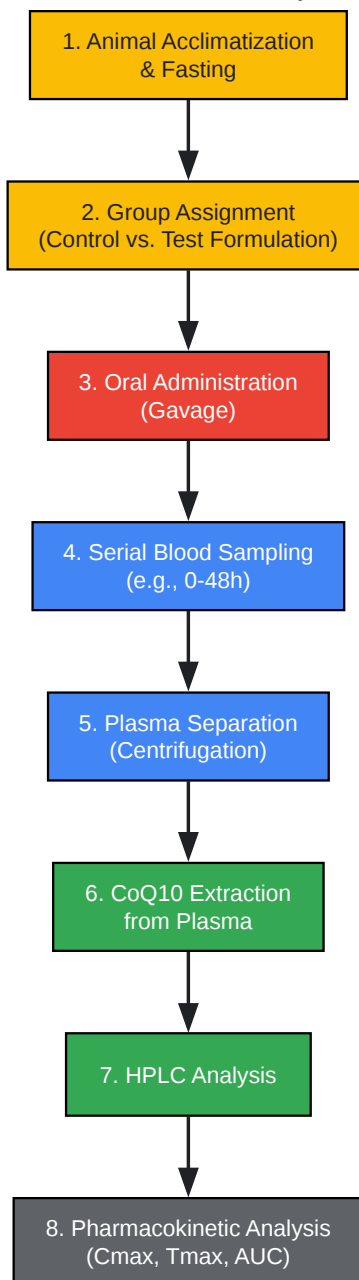 1. Animal Acclimatization
& Fasting
2. Group Assignment
(Control vs. Test Formulation)
3. Oral Administration
(Gavage)
4. Serial Blood Sampling
(e.g., 0-48h)
5. Plasma Separation
(Centrifugation)
6. CoQ10 Extraction
from Plasma
7. HPLC Analysis
8. Pharmacokinetic Analysis
(Cmax, Tmax, AUC)